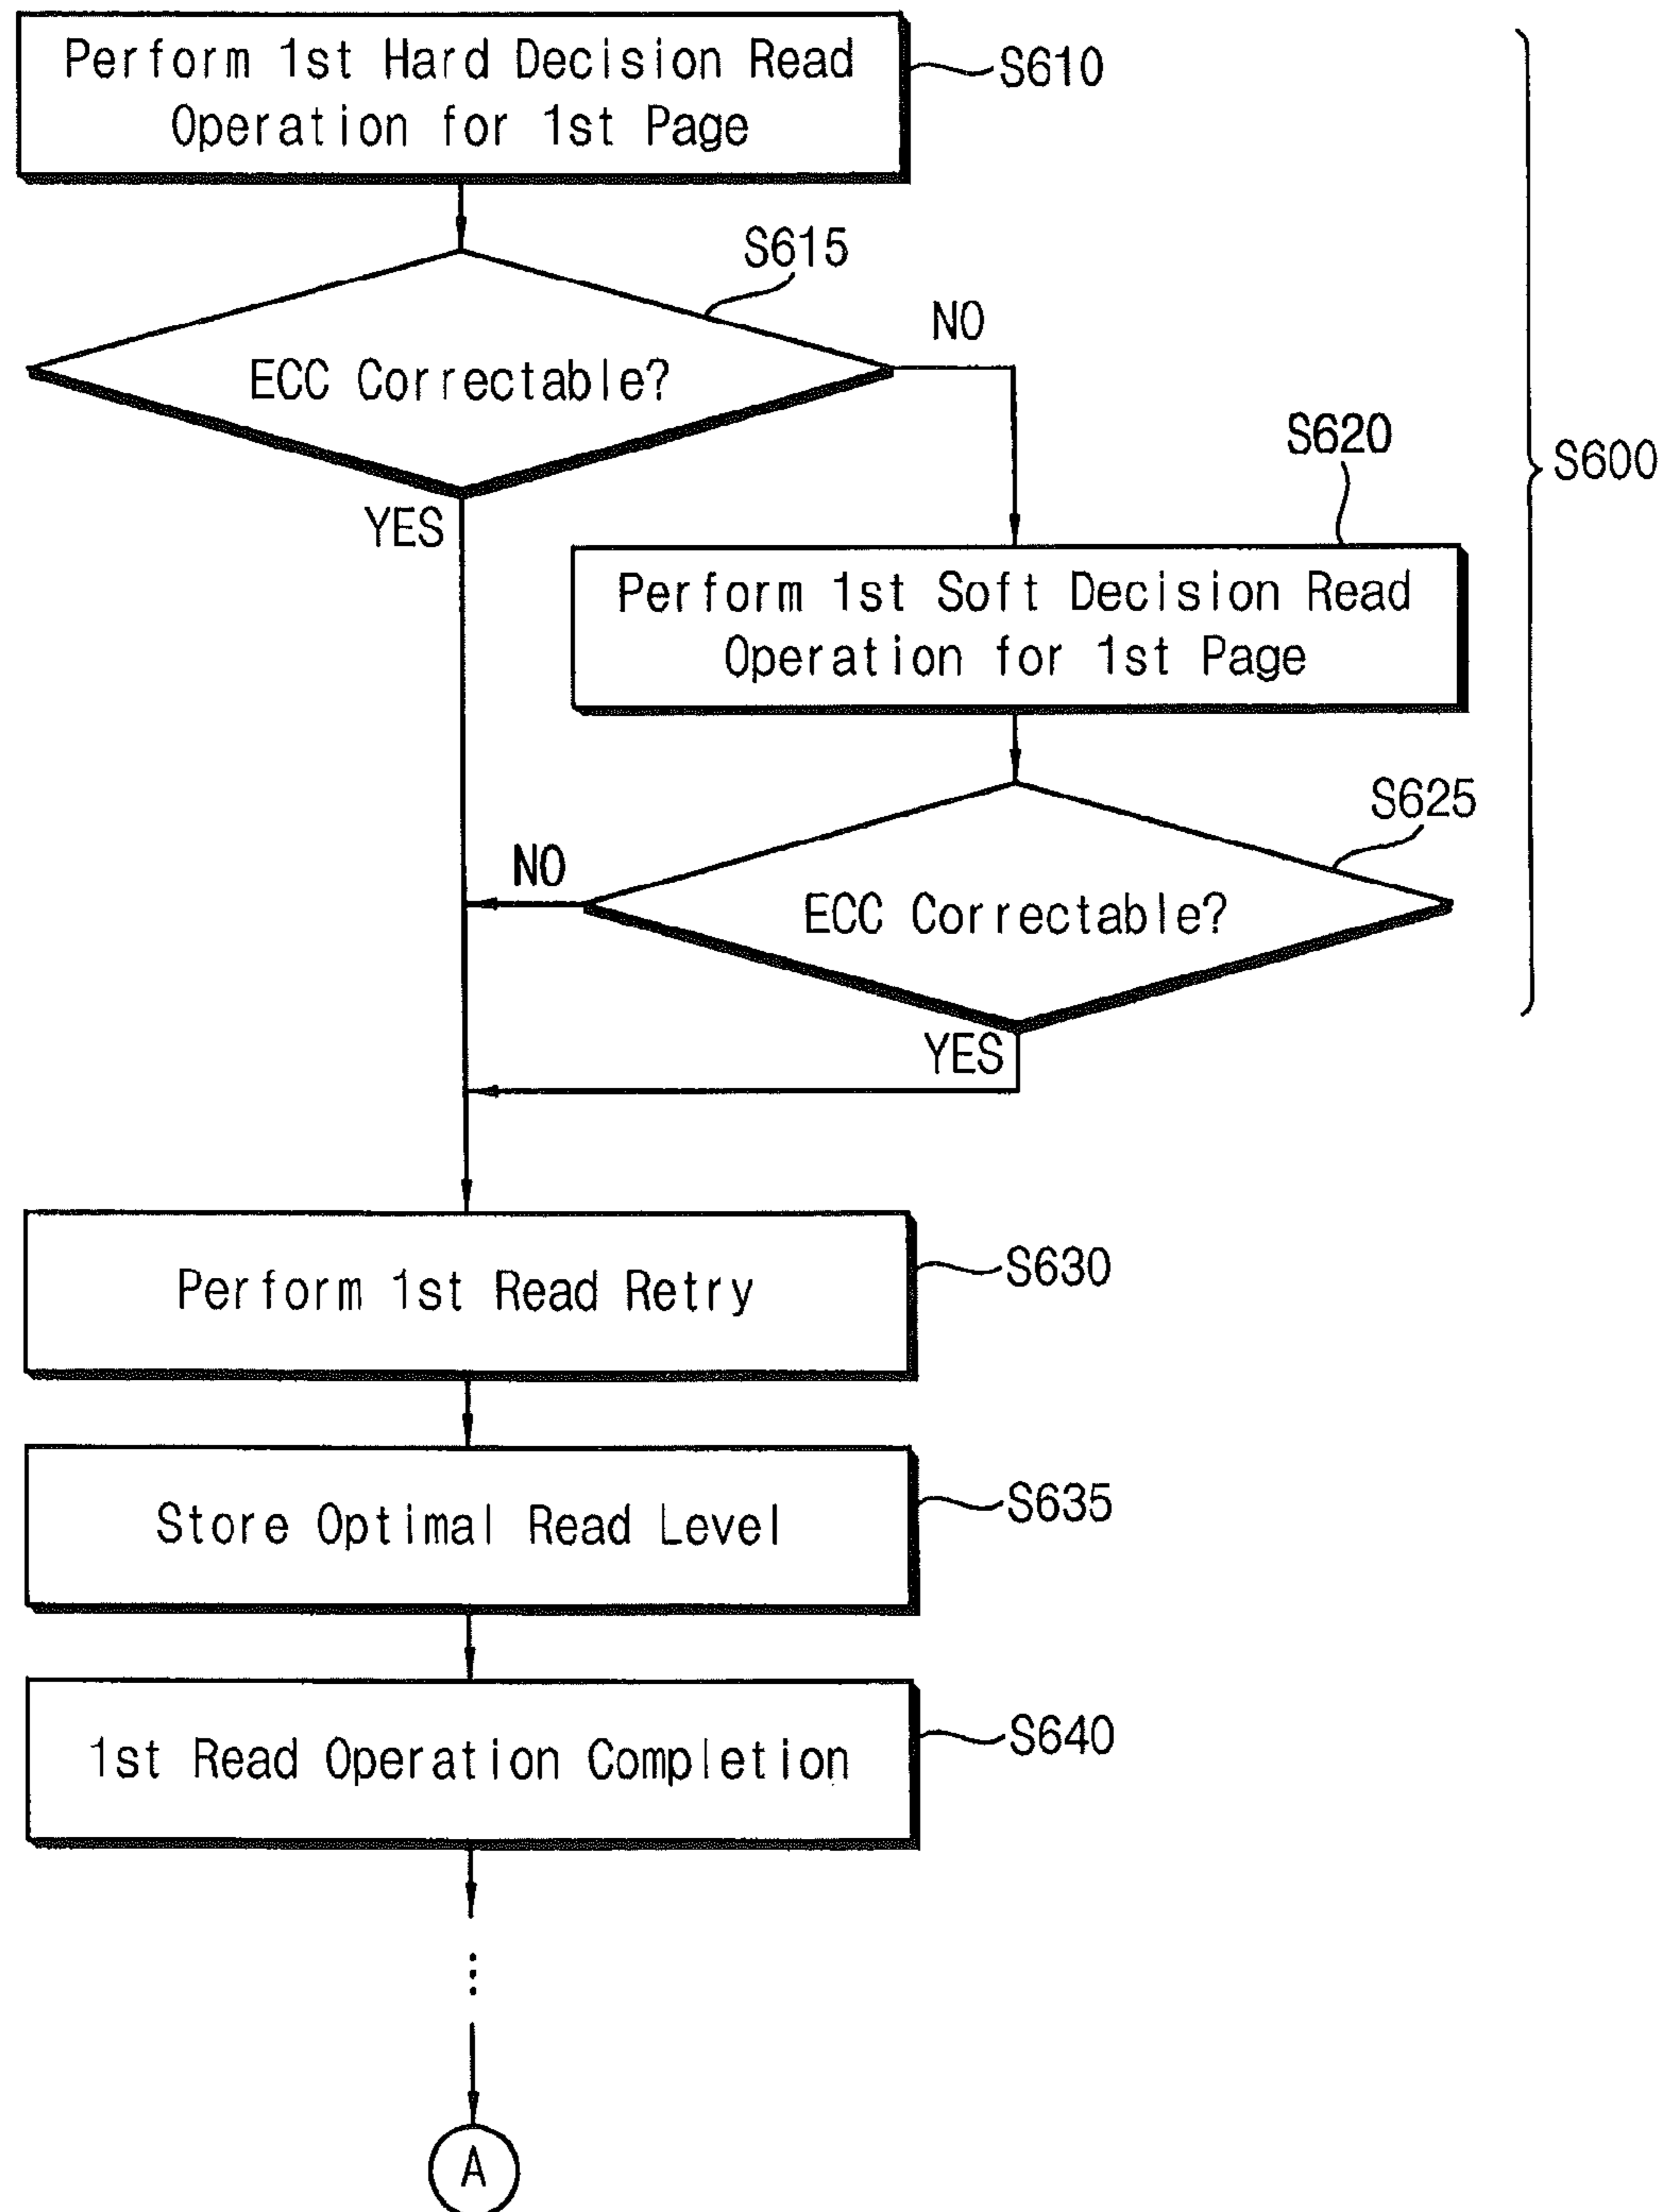 Perform 1st Hard Decision Read
Operation for 1st Page
S610
S615
ECC Correctable?
NO
YES
S620
S600
Perform 1st Soft Decision Read
Operation for 1st Page
S625
NO
ECC Correctable?
YES
Perform 1st Read Retry
S630
Store Optimal Read Level
S635
1st Read Operation Completion
S640
A